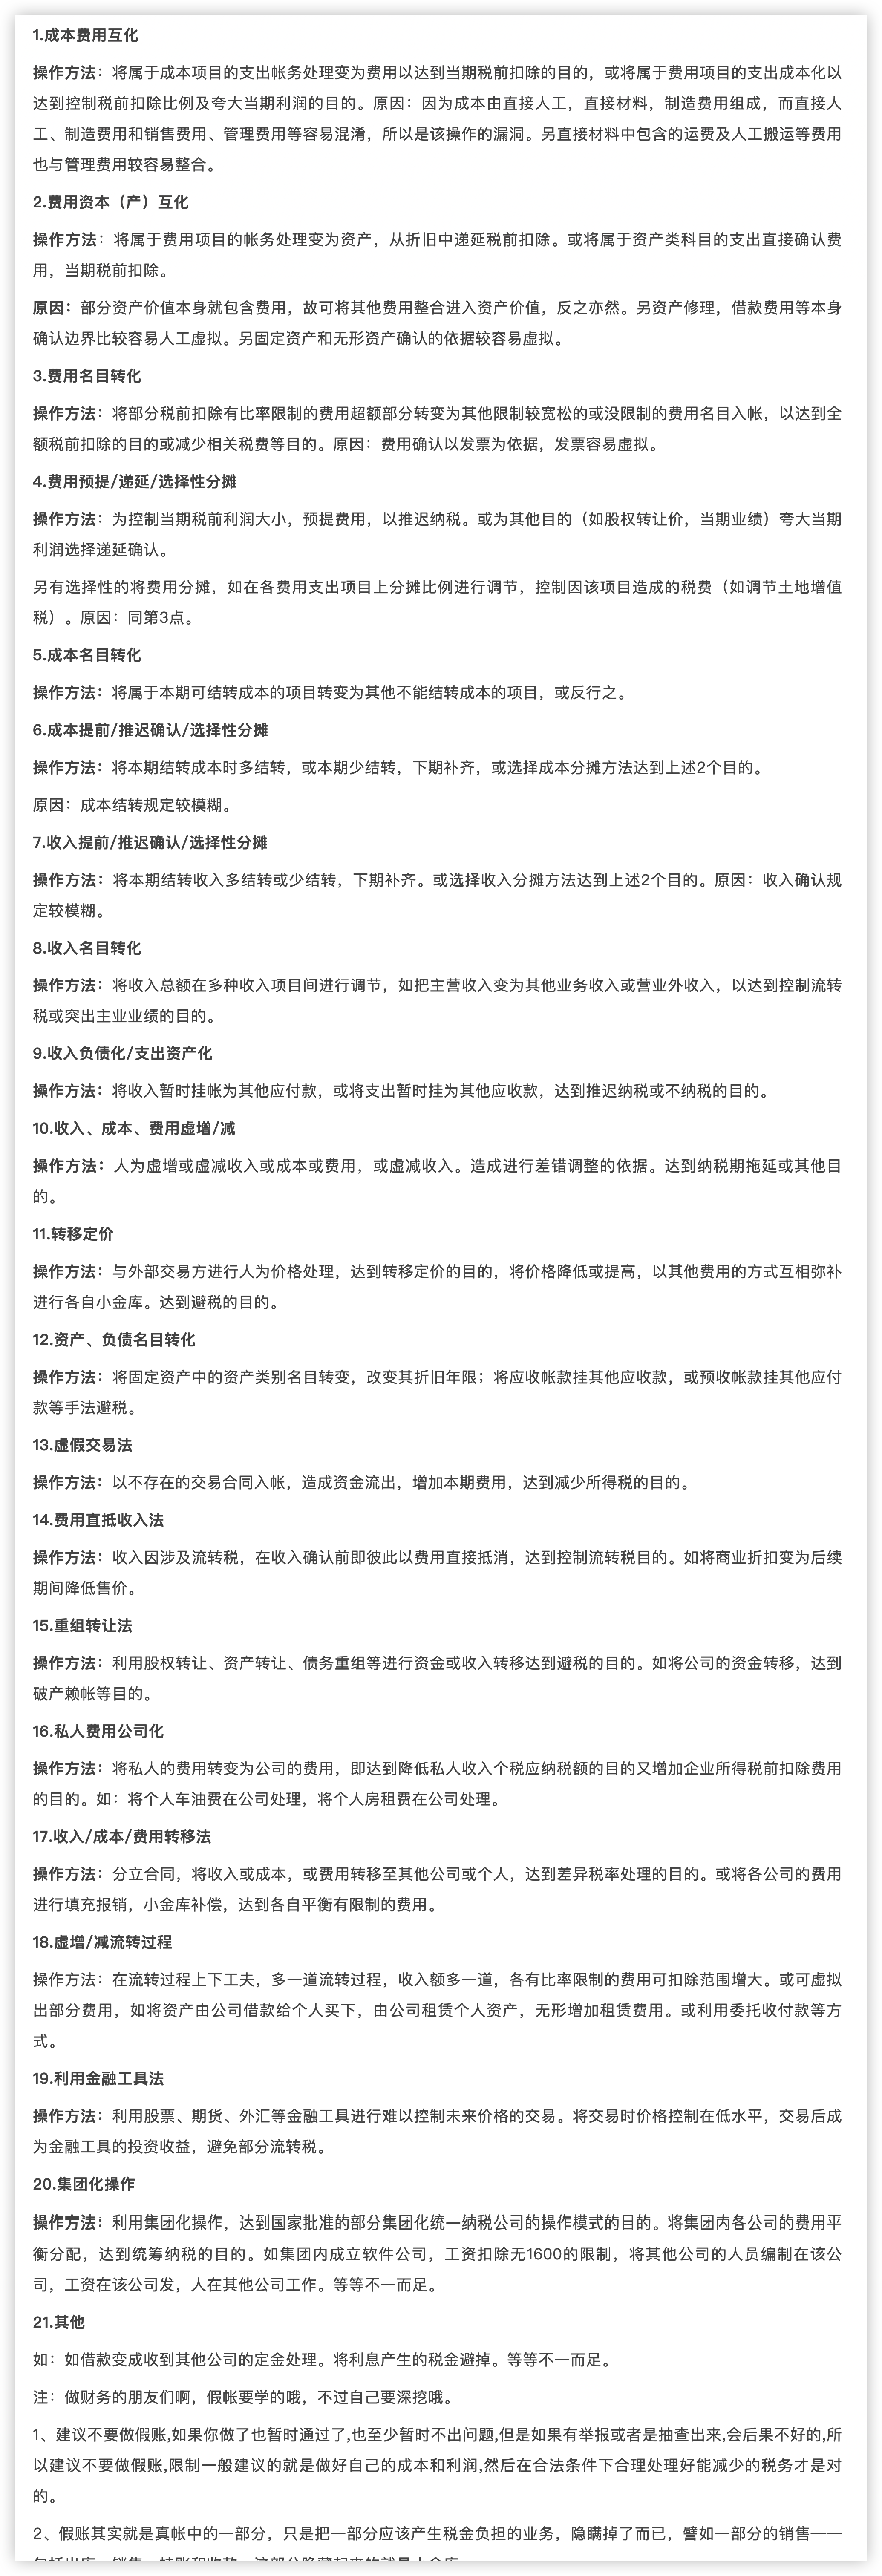 1.成本费用互化
操作方法：将属于成本项目的支出帐务处理变为费用以达到当期税前扣除的目的，或将属于费用项目的支出成本化以
达到控制税前扣除比例及夸大当期利润的目的。原因：因为成本由直接人工，直接材料，制造费用组成，而直接人
工、制造费用和销售费用、管理费用等容易混淆，所以是该操作的漏洞。另直接材料中包含的运费及人工搬运等费用
也与管理费用较容易整合。
2.费用资本（产）互化
操作方法：将属于费用项目的帐务处理变为资产，从折旧中递延税前扣除。或将属于资产类科目的支出直接确认费
用，当期税前扣除。
原因：部分资产价值本身就包含费用，故可将其他费用整合进入资产价值，反之亦然。另资产修理，借款费用等本身
确认边界比较容易人工虚拟。另固定资产和无形资产确认的依据较容易虚拟。
3.费用名目转化
操作方法：将部分税前扣除有比率限制的费用超额部分转变为其他限制较宽松的或没限制的费用名目入帐，以达到全
额税前扣除的目的或减少相关税费等目的。原因：费用确认以发票为依据，发票容易虚拟。
4.费用预提/递延/选择性分摊
操作方法：为控制当期税前利润大小，预提费用，以推迟纳税。或为其他目的（如股权转让价，当期业绩）夸大当期
利润选择递延确认。
另有选择性的将费用分摊，如在各费用支出项目上分摊比例进行调节，控制因该项目造成的税费（如调节土地增值
税）。原因：同第3点。
5.成本名目转化
操作方法：将属于本期可结转成本的项目转变为其他不能结转成本的项目，或反行之。
6.成本提前/推迟确认/选择性分摊
操作方法：将本期结转成本时多结转，或本期少结转，下期补齐，或选择成本分摊方法达到上述2个目的。
原因：成本结转规定较模糊。
7.收入提前/推迟确认/选择性分摊
操作方法：将本期结转收入多结转或少结转，下期补齐。或选择收入分摊方法达到上述2个目的。原因：收入确认规
定较模糊。
8.收入名目转化
操作方法：将收入总额在多种收入项目间进行调节，如把主营收入变为其他业务收入或营业外收入，以达到控制流转
税或突出主业业绩的目的。
9.收入负债化/支出资产化
操作方法：将收入暂时挂帐为其他应付款，或将支出暂时挂为其他应收款，达到推迟纳税或不纳税的目的。
10.收入、成本、费用虚增/减
操作方法：人为虚增或虚减收入或成本或费用，或虚减收入。造成进行差错调整的依据。达到纳税期拖延或其他目
的。
11.转移定价
操作方法：与外部交易方进行人为价格处理，达到转移定价的目的，将价格降低或提高，以其他费用的方式互相弥补
进行各自小金库。达到避税的目的。
12.资产、负债名目转化
操作方法：将固定资产中的资产类别名目转变，改变其折旧年限；将应收帐款挂其他应收款，或预收帐款挂其他应付
款等手法避税。
13.虚假交易法
操作方法：以不存在的交易合同入帐，造成资金流出，增加本期费用，达到减少所得税的目的。
14.费用直抵收入法
操作方法：收入因涉及流转税，在收入确认前即彼此以费用直接抵消，达到控制流转税目的。如将商业折扣变为后续
期间降低售价。
15.重组转让法
操作方法：利用股权转让、资产转让、债务重组等进行资金或收入转移达到避税的目的。如将公司的资金转移，达到
破产赖帐等目的。
16.私人费用公司化
操作方法：将私人的费用转变为公司的费用，即达到降低私人收入个税应纳税额的目的又增加企业所得税前扣除费用
的目的。如：将个人车油费在公司处理，将个人房租费在公司处理。
17.收入/成本/费用转移法
操作方法：分立合同，将收入或成本，或费用转移至其他公司或个人，达到差异税率处理的目的。或将各公司的费用
进行填充报销，小金库补偿，达到各自平衡有限制的费用。
18.虚增/减流转过程
操作方法：在流转过程上下工夫，多一道流转过程，收入额多一道，各有比率限制的费用可扣除范围增大。或可虚拟
出部分费用，如将资产由公司借款给个人买下，由公司租赁个人资产，无形增加租赁费用。或利用委托收付款等方
式。
19.利用金融工具法
操作方法：利用股票、期货、外汇等金融工具进行难以控制未来价格的交易。将交易时价格控制在低水平，交易后成
为金融工具的投资收益，避免部分流转税。
20.集团化操作
操作方法：利用集团化操作，达到国家批准的部分集团化统一纳税公司的操作模式的目的。将集团内各公司的费用平
衡分配，达到统筹纳税的目的。如集团内成立软件公司，工资扣除无1600的限制，将其他公司的人员编制在该公
司，工资在该公司发，人在其他公司工作。等等不一而足。
21.其他
如：如借款变成收到其他公司的定金处理。将利息产生的税金避掉。等等不一而足。
注：做财务的朋友们啊，假帐要学的哦，不过自己要深挖哦。
1、建议不要做假账,如果你做了也暂时通过了,也至少暂时不出问题,但是如果有举报或者是抽查出来,会后果不好的,所
以建议不要做假账,限制一般建议的就是做好自己的成本和利润,然后在合法条件下合理处理好能减少的税务才是对
的。
2、假账其实就是真帐中的一部分，只是把一部分应该产生税金负担的业务，隐瞒掉了而已，譬如一部分的销售——